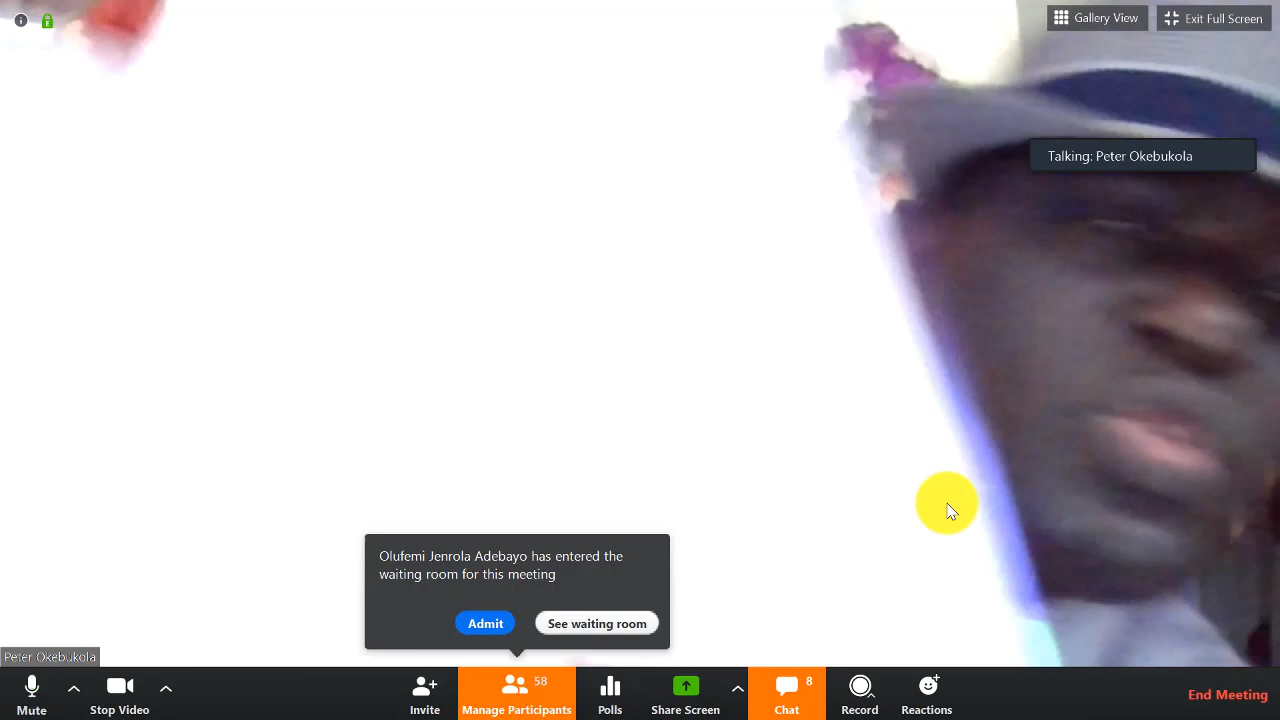 Gallery View
Exit Full Screen
Talking: Peter Okebukola
Olufemi Jenrola Adebayo has entered the
waiting room for this meeting
Admit
See waiting room
Peter Okebukola
Mute
Stop Video
Invite
58
Manage Participants
Polls
Share Screen
8
Chat
Record
Reactions
End Meeting